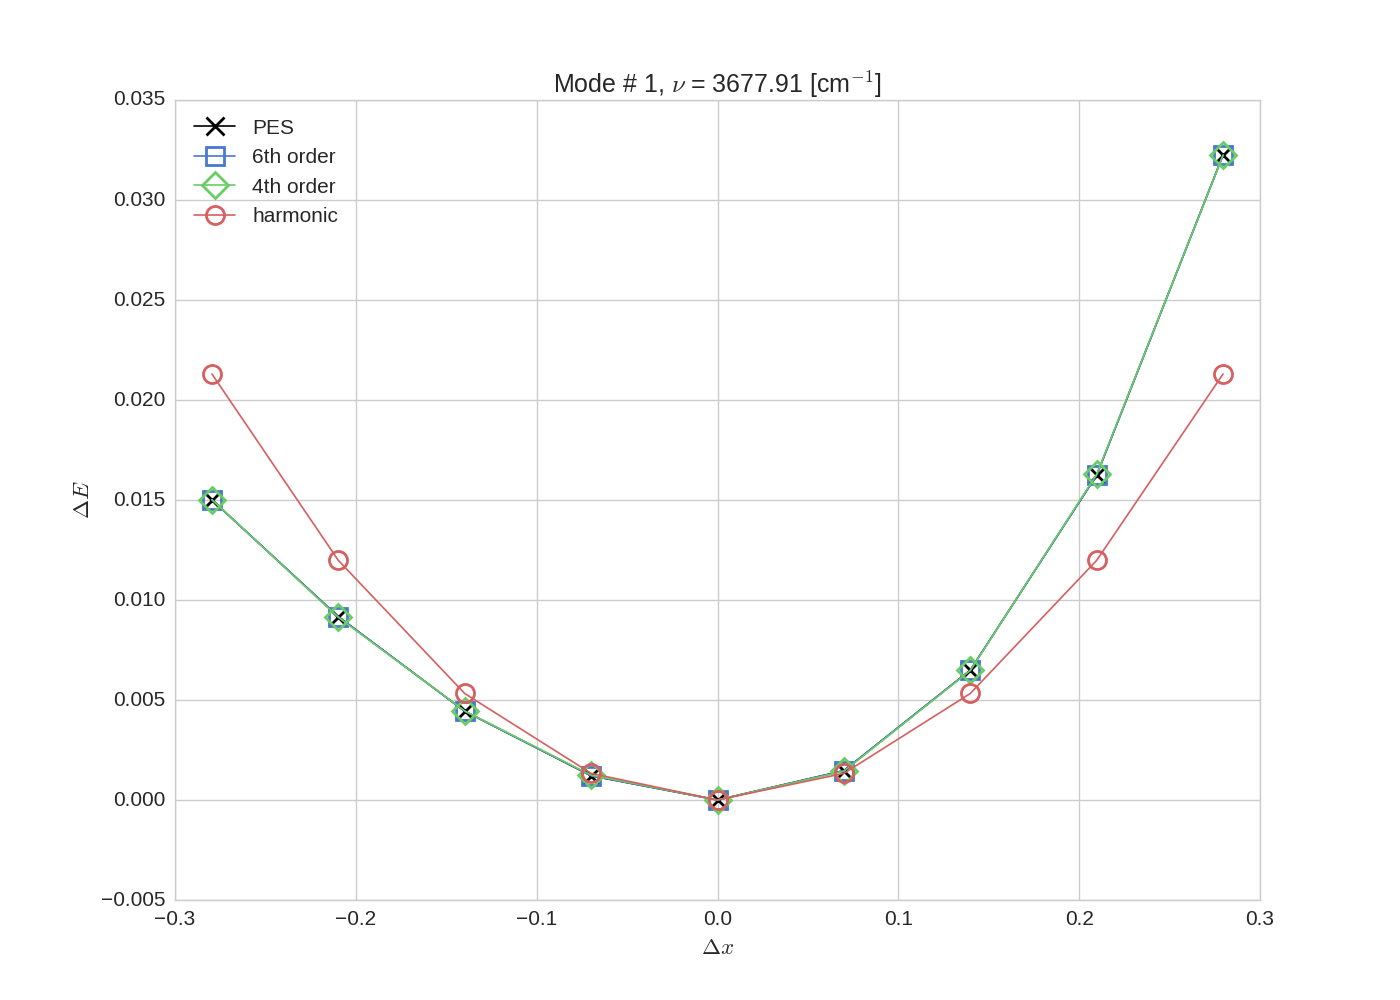 Mode # 1, ν = 3677.91 [cm⁻¹]
0.035
0.030
0.025
0.020
0.015
0.010
0.005
0.000
−0.005
PES
6th order
4th order
harmonic
ΔE
−0.3 −0.2 −0.1 0.0 0.1 0.2 0.3
Δx